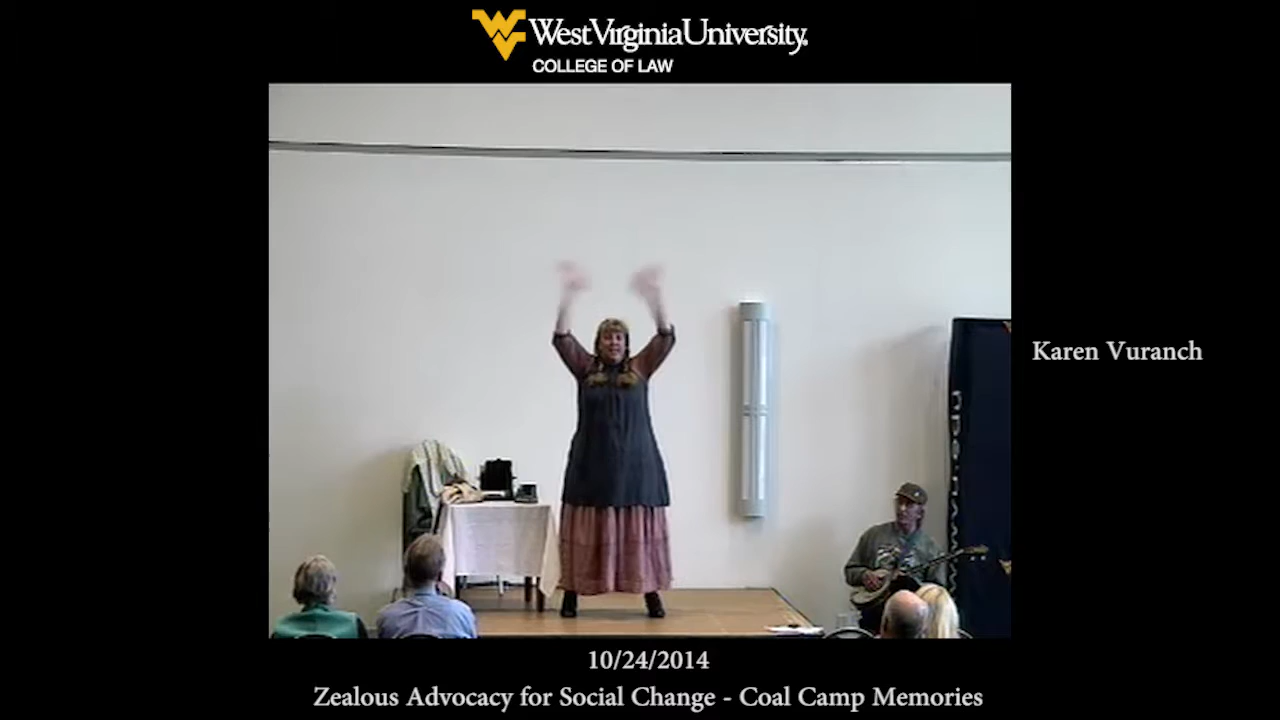 WestVirginiaUniversity.
COLLEGE OF LAW
Karen Vuranch
10/24/2014
Zealous Advocacy for Social Change - Coal Camp Memories